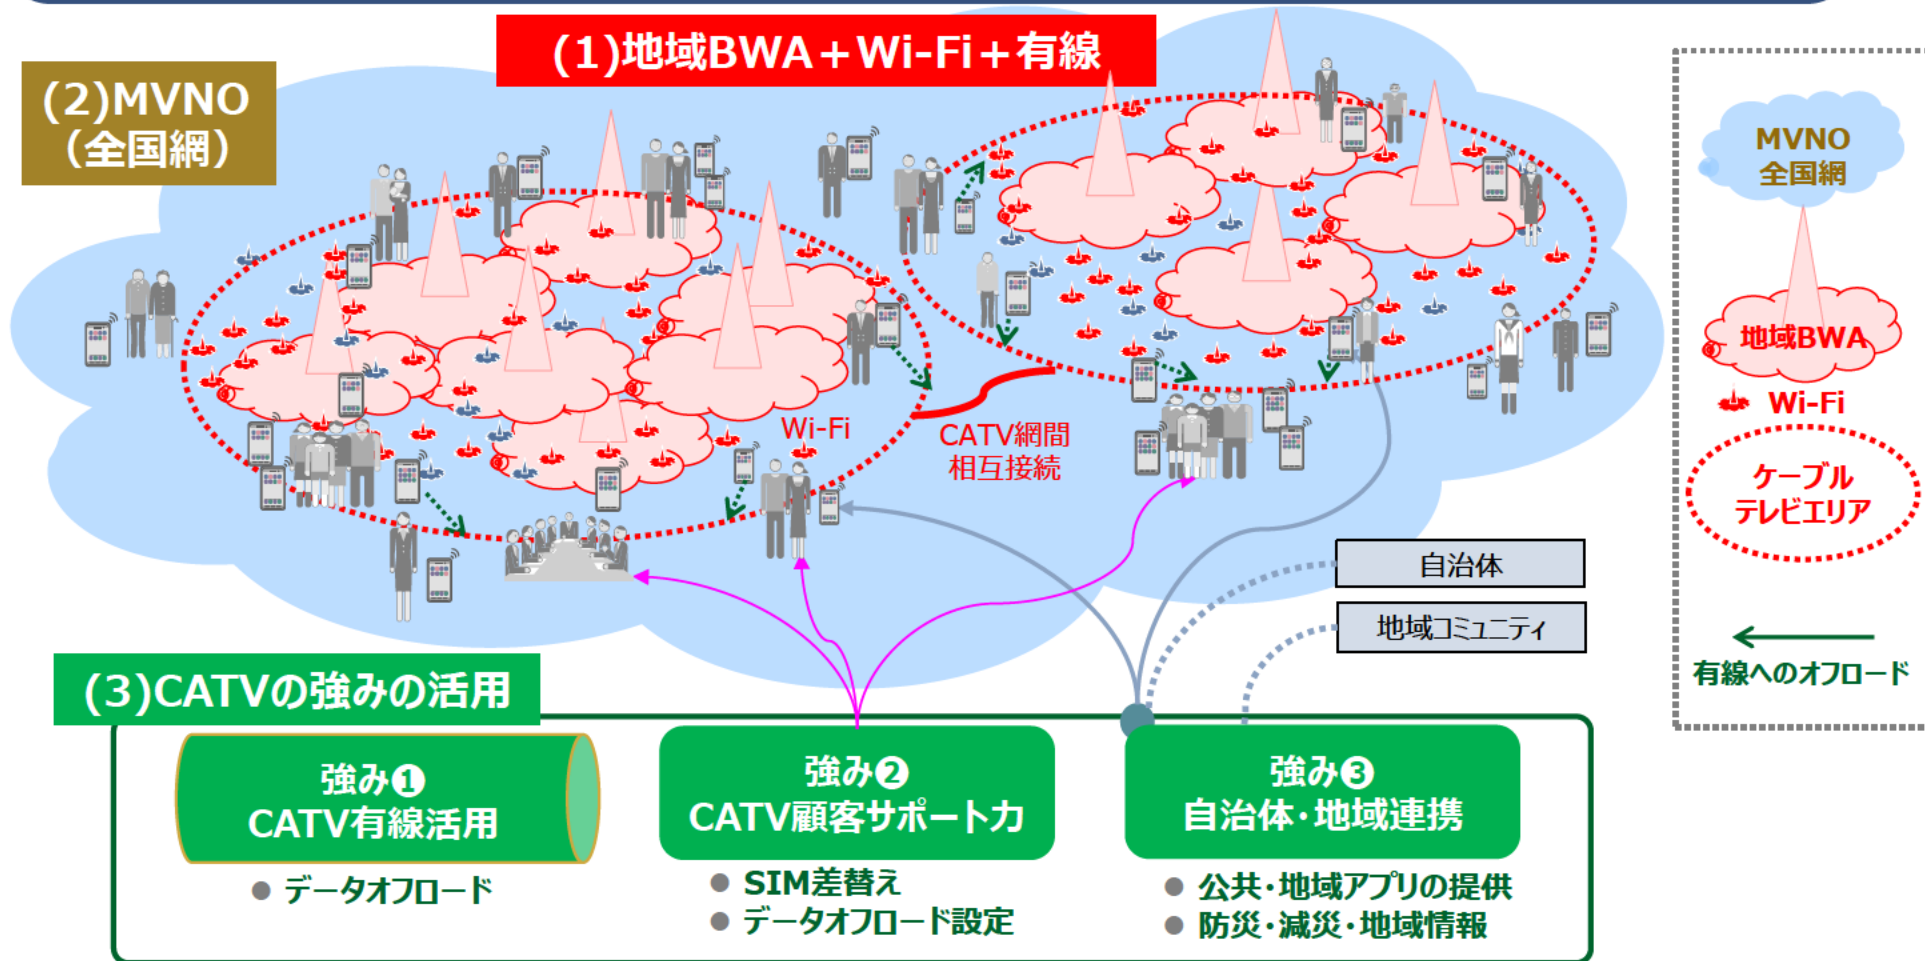 (1)地域BWA＋Wi-Fi＋有線
(2)MVNO
（全国網）
Wi-Fi
CATV網間
相互接続
自治体
地域コミュニティ
(3)CATVの強みの活用
強み❶
CATV有線活用
● データオフロード
強み❷
CATV顧客サポート力
● SIM差替え
● データオフロード設定
強み❸
自治体・地域連携
● 公共・地域アプリの提供
● 防災・減災・地域情報
MVNO
全国網
地域BWA
Wi-Fi
ケーブル
テレビエリア
有線へのオフロード